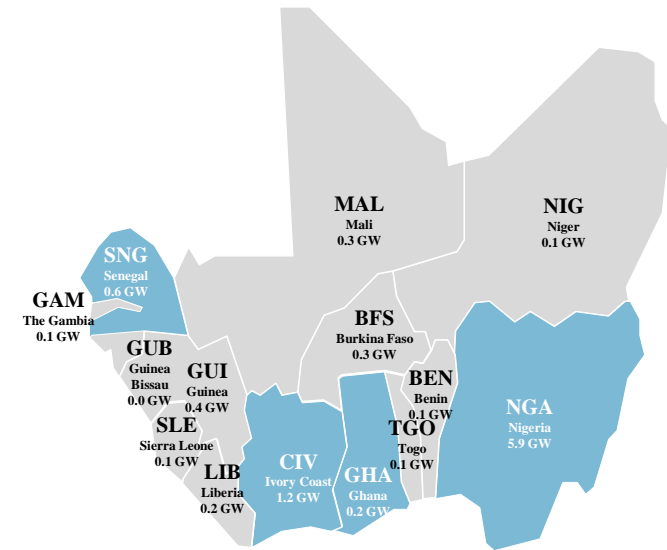 MAL
Mali
0.3 GW
NIG
Niger
0.1 GW
SNG
Senegal
0.6 GW
GAM
The Gambia
0.1 GW
BFS
Burkina Faso
0.3 GW
GUB
Guinea
Bissau
0.0 GW
GUI
Guinea
0.4 GW
BEN
Benin
0.1 GW
NGA
Nigeria
5.9 GW
SLE
Sierra Leone
0.1 GW
TGO
Togo
0.1 GW
LIB
Liberia
0.2 GW
CIV
Ivory Coast
1.2 GW
GHA
Ghana
0.2 GW